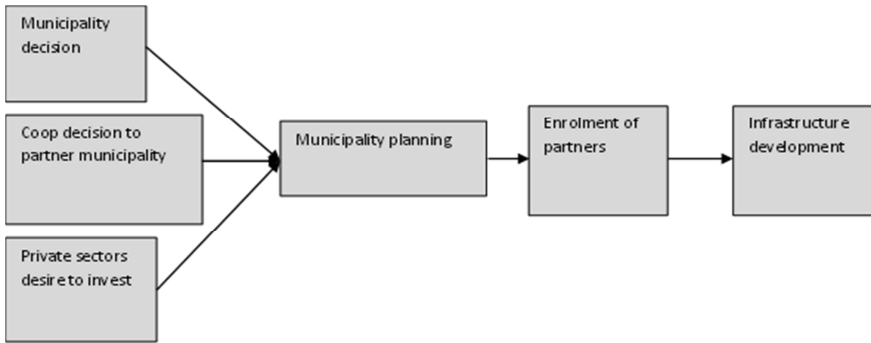 Municipality
decision
Coop decision to
partner municipality
Private sectors
desire to invest
Municipality planning
Enrolment of
partners
Infrastructure
development